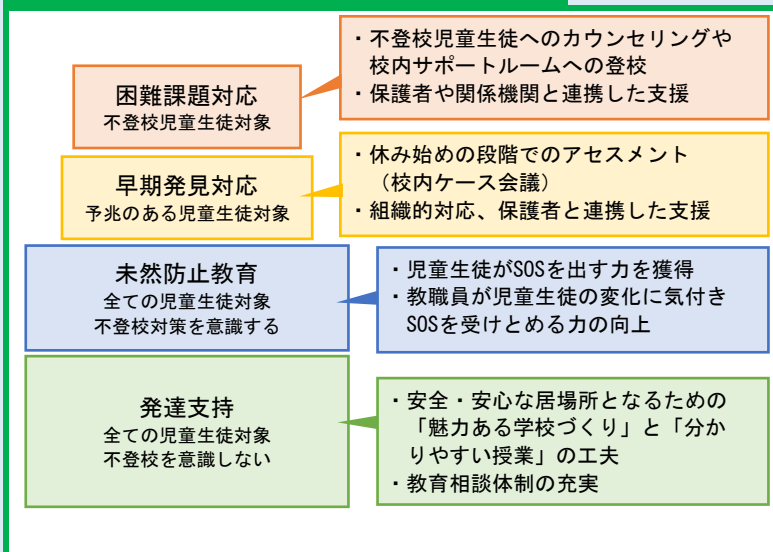 困難課題対応
不登校児童生徒対象
・不登校児童生徒へのカウンセリングや
校内サポートルームへの登校
・保護者や関係機関と連携した支援
早期発見対応
予兆のある児童生徒対象
・休み始めの段階でのアセスメント
（校内ケース会議）
・組織的対応、保護者と連携した支援
未然防止教育
全ての児童生徒対象
不登校対策を意識する
・児童生徒がSOSを出す力を獲得
・教職員が児童生徒の変化に気付き
SOSを受けとめる力の向上
発達支持
全ての児童生徒対象
不登校を意識しない
・安全・安心な居場所となるための
「魅力ある学校づくり」と「分か
りやすい授業」の工夫
・教育相談体制の充実